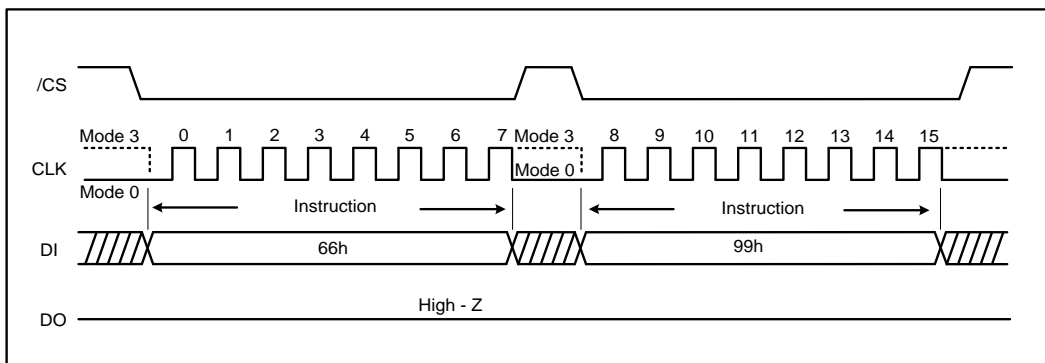 /CS
Mode 3 0 1 2 3 4 5 6 7 Mode 3 8 9 10 11 12 13 14 15
CLK
Mode 0 Mode 0
Instruction Instruction
DI 66h 99h
High - Z
DO